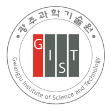 광주과학기술원
GIST
Gwangju Institute of Science and Technology